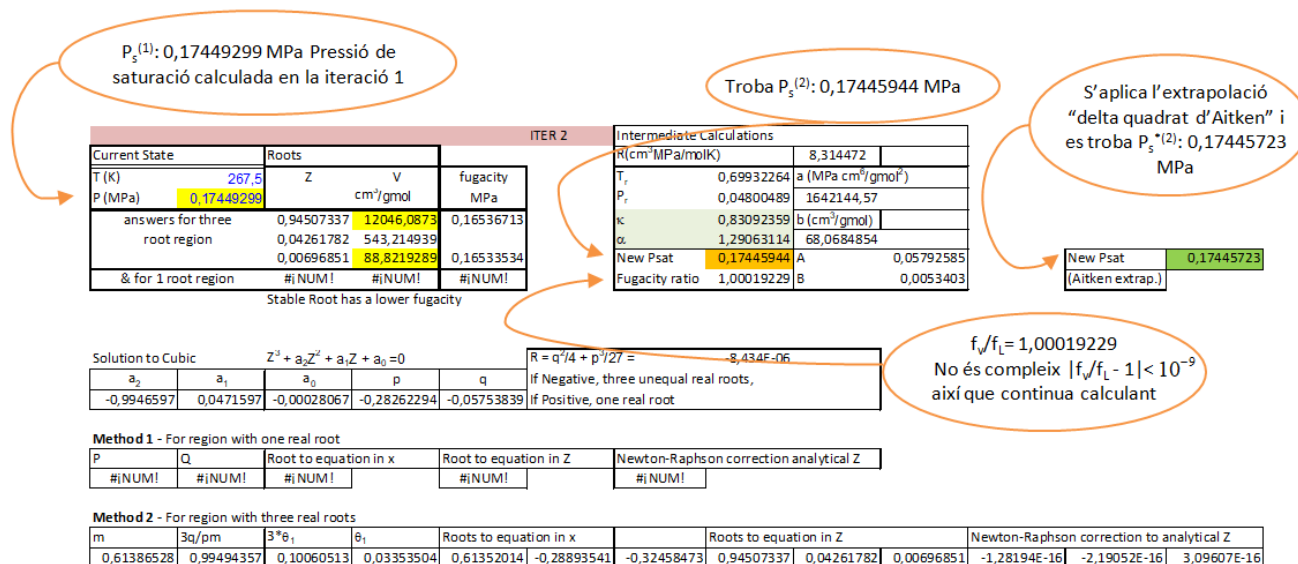 P_s^(1): 0,17449299 MPa Pressió de
saturació calculada en la iteració 1
Troba P_s^(2): 0,17445944 MPa
S'aplica l'extrapolació
"delta quadrat d'Aitken" i
es troba P_s^*(2): 0,17445723
MPa
ITER 2 Intermediate Calculations
Current State Roots R(cm³MPa/molK) 8,314472
T (K) 267,5 Z V fugacity T_r 0,69932264 a (MPa cm⁶/gmol²)
P (MPa) 0,17449299 cm³/gmol MPa P_r 0,04800489 1642144,57
answers for three 0,94507337 12046,0873 0,16536713 κ 0,83092359 b (cm³/gmol)
root region 0,04261782 543,214939 α 1,29063114 68,0684854
0,00696851 88,8219289 0,16533534 New Psat 0,17445944 A 0,05792585 New Psat 0,17445723
& for 1 root region #¡NUM! #¡NUM! #¡NUM! Fugacity ratio 1,00019229 B 0,0053403 (Aitken extrap.)
Stable Root has a lower fugacity
f_v/f_L= 1,00019229
No és compleix |f_v/f_L - 1|< 10⁻⁹
així que continua calculant
Solution to Cubic Z³ + a₂Z² + a₁Z + a₀ =0 R = q²/4 + p³/27 = -8,434E-06
a₂ a₁ a₀ p q If Negative, three unequal real roots,
-0,9946597 0,0471597 -0,00028067 -0,28262294 -0,05753839 If Positive, one real root
Method 1 - For region with one real root
P Q Root to equation in x Root to equation in Z Newton-Raphson correction analytical Z
#¡NUM! #¡NUM! #¡NUM! #¡NUM! #¡NUM!
Method 2 - For region with three real roots
m 3q/pm 3*θ₁ θ₁ Roots to equation in x Roots to equation in Z Newton-Raphson correction to analytical Z
0,61386528 0,99494357 0,10060513 0,03353504 0,61352014 -0,28893541 -0,32458473 0,94507337 0,04261782 0,00696851 -1,28194E-16 -2,19052E-16 3,09607E-16